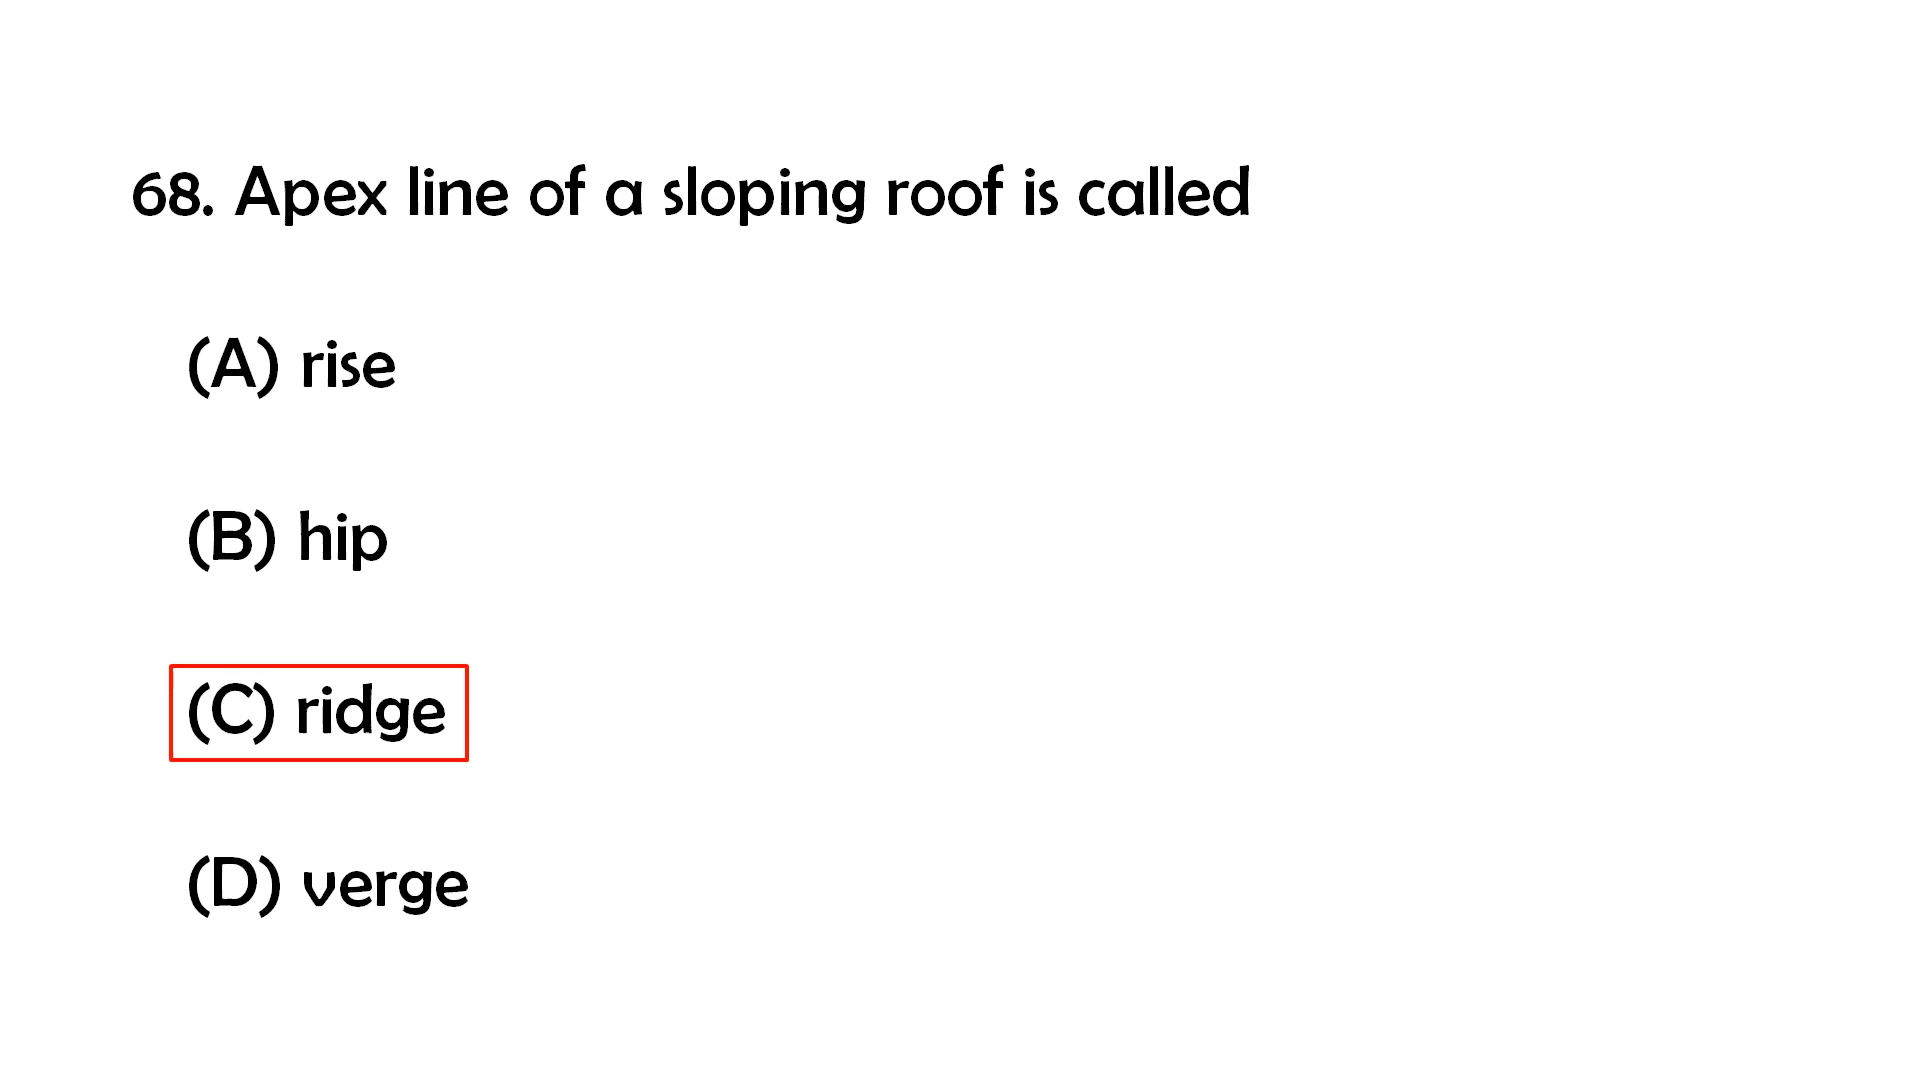 68. Apex line of a sloping roof is called
(A) rise
(B) hip
(C) ridge
(D) verge